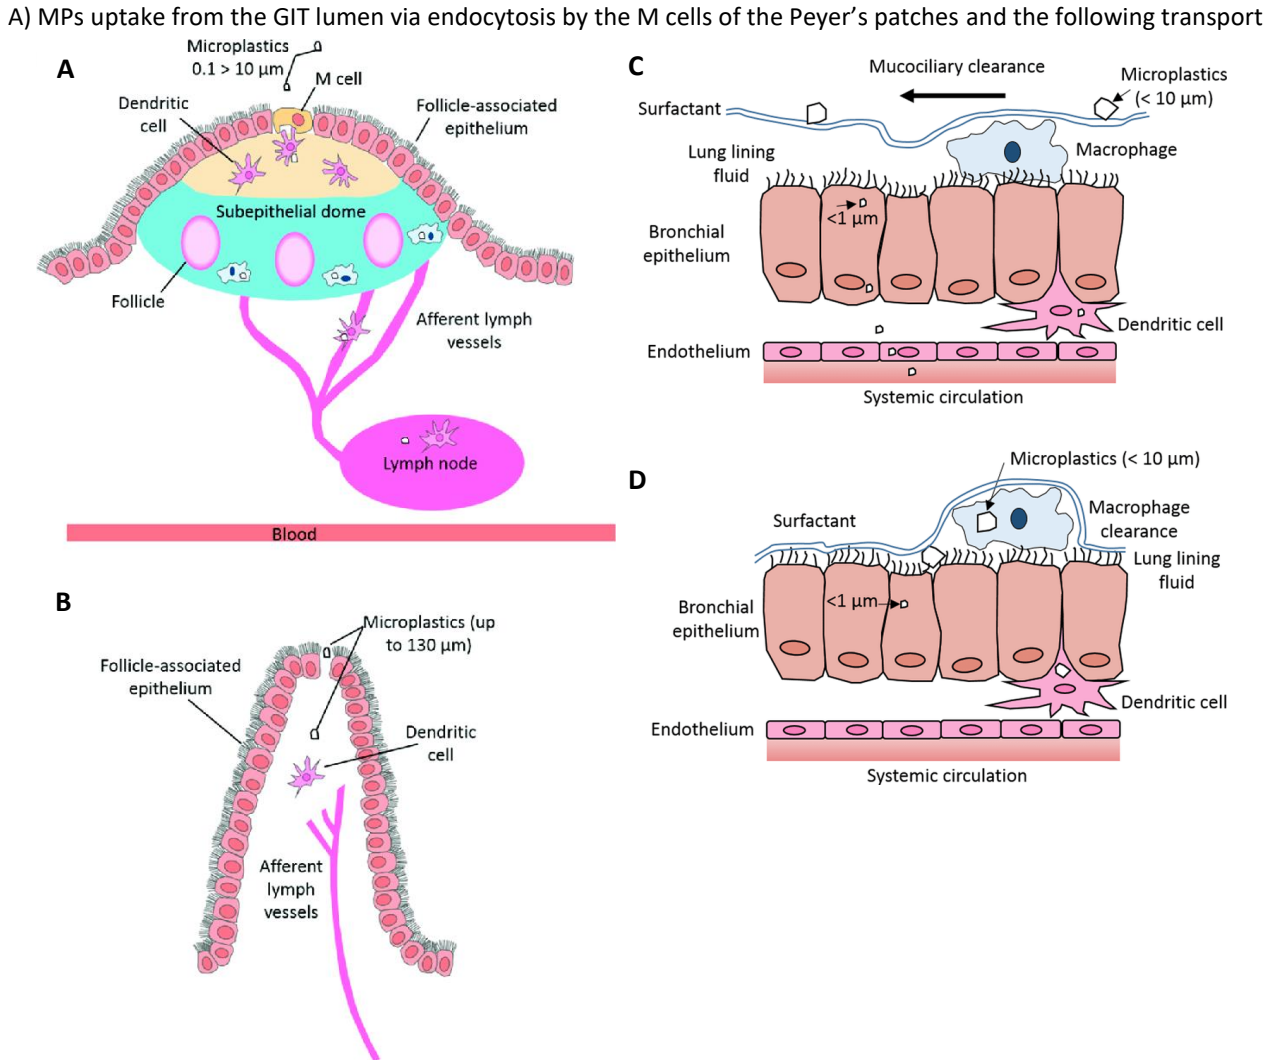 A) MPs uptake from the GIT lumen via endocytosis by the M cells of the Peyer’s patches and the following transport
A
Microplastics
0.1 > 10 µm
M cell
Dendritic
cell
Follicle-associated
epithelium
Subepithelial dome
Follicle
Afferent lymph
vessels
Lymph node
Blood
B
Microplastics (up
to 130 µm)
Follicle-associated
epithelium
Dendritic
cell
Afferent
lymph
vessels
C
Mucociliary clearance
Microplastics
(< 10 µm)
Surfactant
Lung lining
fluid
Macrophage
<1 µm
Bronchial
epithelium
Dendritic cell
Endothelium
Systemic circulation
D
Microplastics (< 10 µm)
Surfactant
Macrophage
clearance
Lung lining
fluid
<1 µm
Bronchial
epithelium
Dendritic cell
Endothelium
Systemic circulation